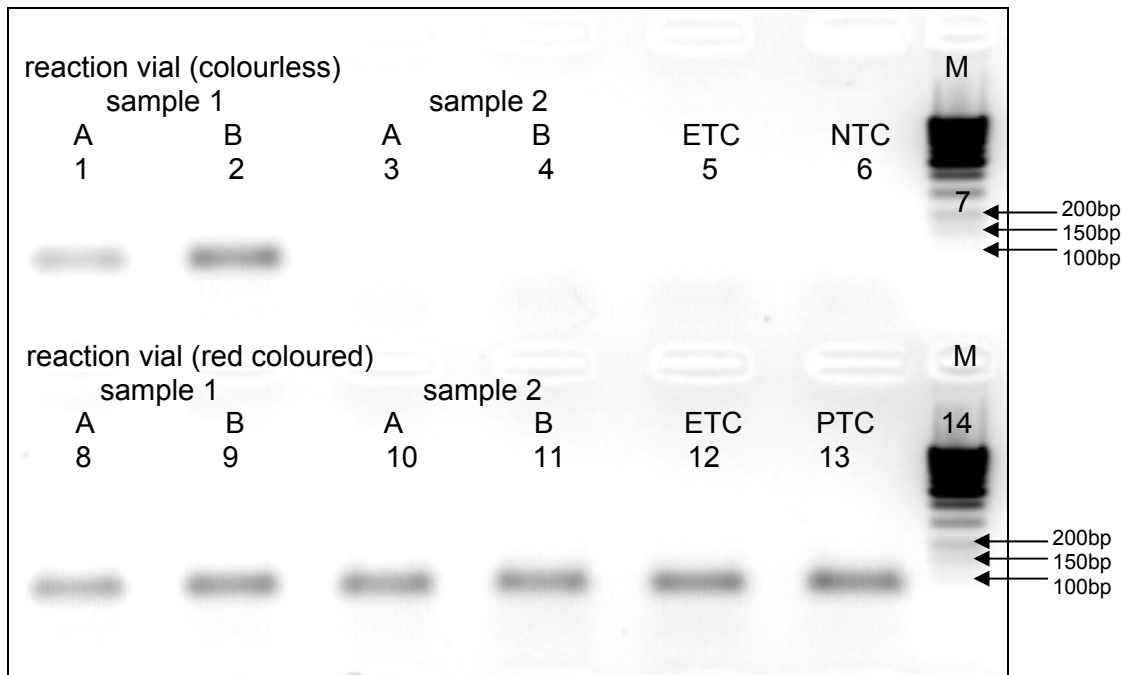 reaction vial (colourless) M
sample 1 sample 2
A B A B ETC NTC
1 2 3 4 5 6
7
200bp
150bp
100bp
reaction vial (red coloured) M
sample 1 sample 2
A B A B ETC PTC 14
8 9 10 11 12 13
200bp
150bp
100bp